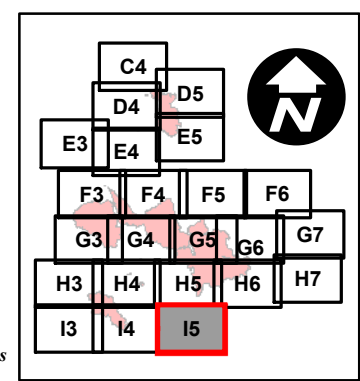 C4
D5
D4
N
E3
E4
E5
F3 F4 F5 F6
G3 G4 G5 G6 G7
H3 H4 H5 H6 H7
I3 I4 I5
s